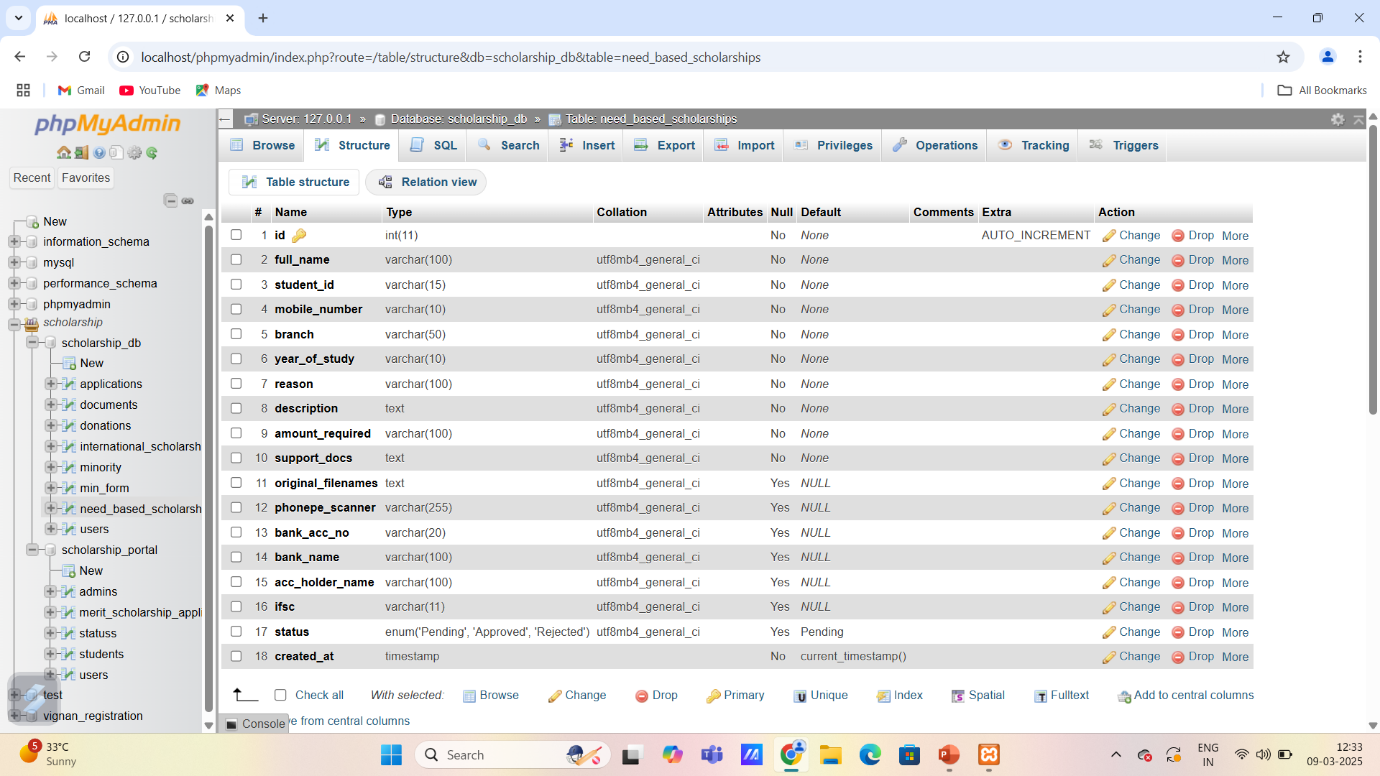 localhost / 127.0.0.1 / scholarsh
localhost/phpmyadmin/index.php?route=/table/structure&db=scholarship_db&table=need_based_scholarships
Gmail YouTube Maps All Bookmarks
phpMyAdmin
Recent Favorites
New
information_schema
mysql
performance_schema
phpmyadmin
scholarship
scholarship_db
New
applications
documents
donations
international_scholarsh
minority
min_form
need_based_scholarsh
users
scholarship_portal
New
admins
merit_scholarship_appli
statuss
students
users
test
vignan_registration
Server: 127.0.0.1 » Database: scholarship_db » Table: need_based_scholarships
Browse Structure SQL Search Insert Export Import Privileges Operations Tracking Triggers
Table structure Relation view
# Name Type Collation Attributes Null Default Comments Extra Action
1 id int(11) No None AUTO_INCREMENT Change Drop More
2 full_name varchar(100) utf8mb4_general_ci No None Change Drop More
3 student_id varchar(15) utf8mb4_general_ci No None Change Drop More
4 mobile_number varchar(10) utf8mb4_general_ci No None Change Drop More
5 branch varchar(50) utf8mb4_general_ci No None Change Drop More
6 year_of_study varchar(10) utf8mb4_general_ci No None Change Drop More
7 reason varchar(100) utf8mb4_general_ci No None Change Drop More
8 description text utf8mb4_general_ci No None Change Drop More
9 amount_required varchar(100) utf8mb4_general_ci No None Change Drop More
10 support_docs text utf8mb4_general_ci No None Change Drop More
11 original_filenames text utf8mb4_general_ci Yes NULL Change Drop More
12 phonepe_scanner varchar(255) utf8mb4_general_ci Yes NULL Change Drop More
13 bank_acc_no varchar(20) utf8mb4_general_ci Yes NULL Change Drop More
14 bank_name varchar(100) utf8mb4_general_ci Yes NULL Change Drop More
15 acc_holder_name varchar(100) utf8mb4_general_ci Yes NULL Change Drop More
16 ifsc varchar(11) utf8mb4_general_ci Yes NULL Change Drop More
17 status enum('Pending', 'Approved', 'Rejected') utf8mb4_general_ci Yes Pending Change Drop More
18 created_at timestamp No current_timestamp() Change Drop More
Check all With selected: Browse Change Drop Primary Unique Index Spatial Fulltext Add to central columns
Console ve from central columns
5 33°C
Sunny
Search
ENG
IN
12:33
09-03-2025